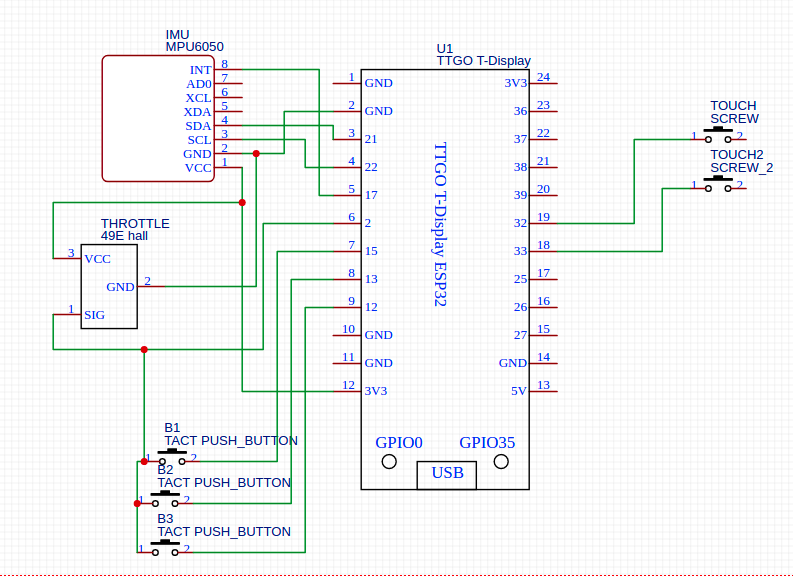 IMU
MPU6050
INT 8
AD0 7
XCL 6
XDA 5
SDA 4
SCL 3
GND 2
VCC 1
U1
TTGO T-Display
1 GND
2 GND
3 21
4 22
5 17
6 2
7 15
8 13
9 12
10 GND
11 GND
12 3V3
3V3 24
36 23
37 22
38 21
39 20
32 19
33 18
25 17
26 16
27 15
GND 14
5V 13
TTGO T-Display ESP32
GPIO0 GPIO35
USB
TOUCH
SCREW
1 2
TOUCH2
SCREW_2
1 2
THROTTLE
49E hall
3 VCC
GND 2
1 SIG
B1
TACT PUSH_BUTTON
1 2
B2
TACT PUSH_BUTTON
1 2
B3
TACT PUSH_BUTTON
1 2